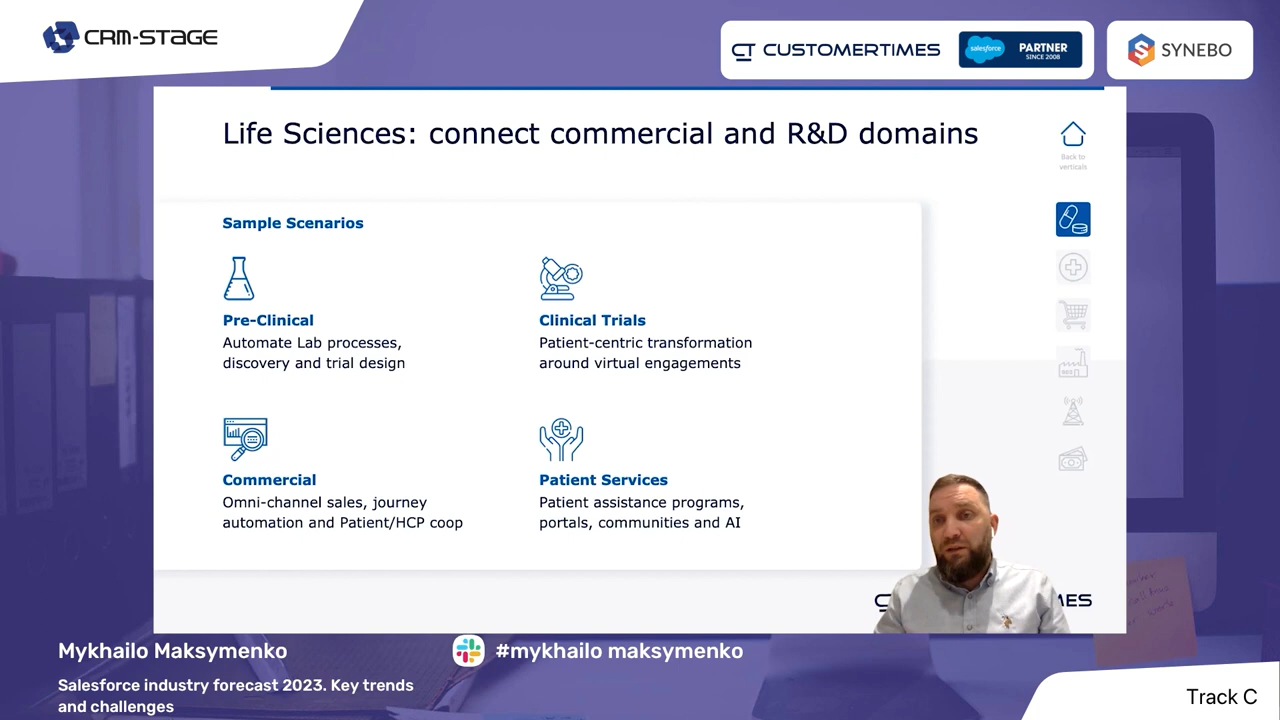 CRM-STAGE
CT CUSTOMERTIMES
salesforce
PARTNER
SINCE 2008
SYNEBO
Life Sciences: connect commercial and R&D domains
Back to
verticals
Sample Scenarios
Pre-Clinical
Automate Lab processes,
discovery and trial design
Clinical Trials
Patient-centric transformation
around virtual engagements
Commercial
Omni-channel sales, journey
automation and Patient/HCP coop
Patient Services
Patient assistance programs,
portals, communities and AI
Mykhailo Maksymenko
#mykhailo maksymenko
Salesforce industry forecast 2023. Key trends
and challenges
Track C